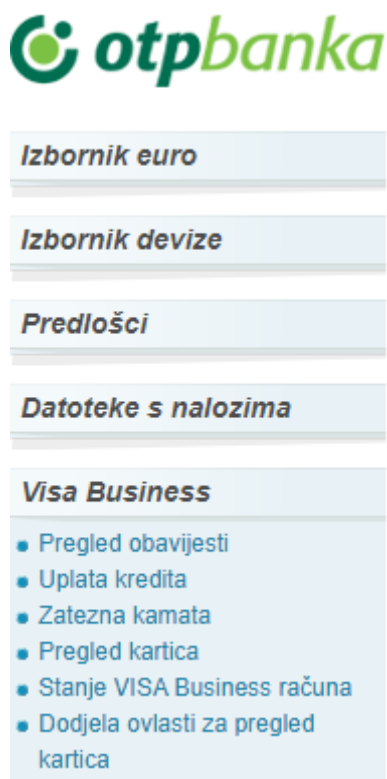 otpbanka
Izbornik euro
Izbornik devize
Predlošci
Datoteke s nalozima
Visa Business
Pregled obavijesti
Uplata kredita
Zatezna kamata
Pregled kartica
Stanje VISA Business računa
Dodjela ovlasti za pregled
kartica